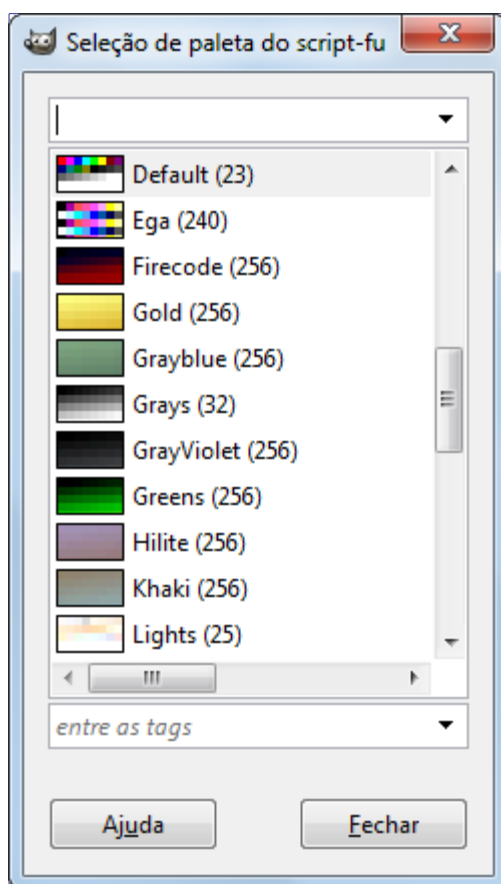 Seleção de paleta do script-fu
Default (23)
Ega (240)
Firecode (256)
Gold (256)
Grayblue (256)
Grays (32)
GrayViolet (256)
Greens (256)
Hilite (256)
Khaki (256)
Lights (25)
entre as tags
Ajuda
Fechar